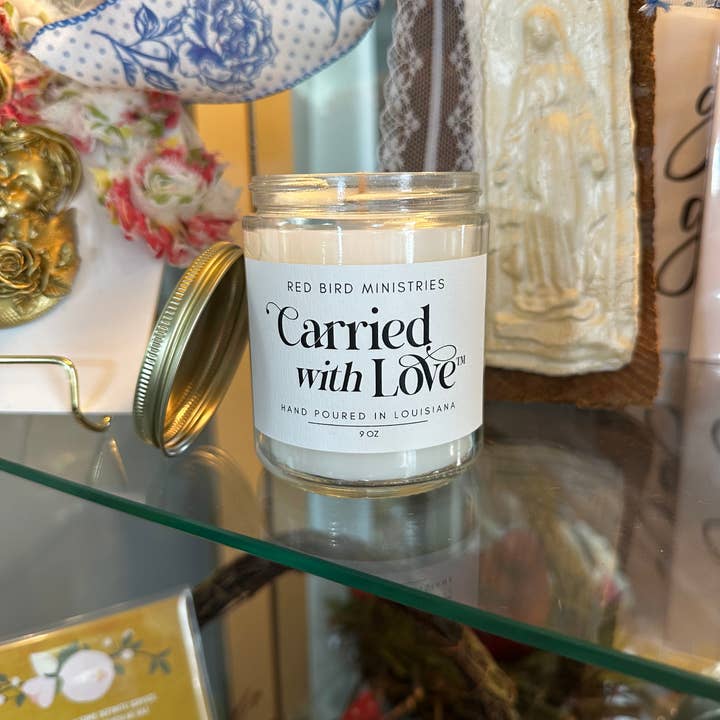 RED BIRD MINISTRIES
Carried
with Love™
HAND POURED IN LOUISIANA
9 OZ